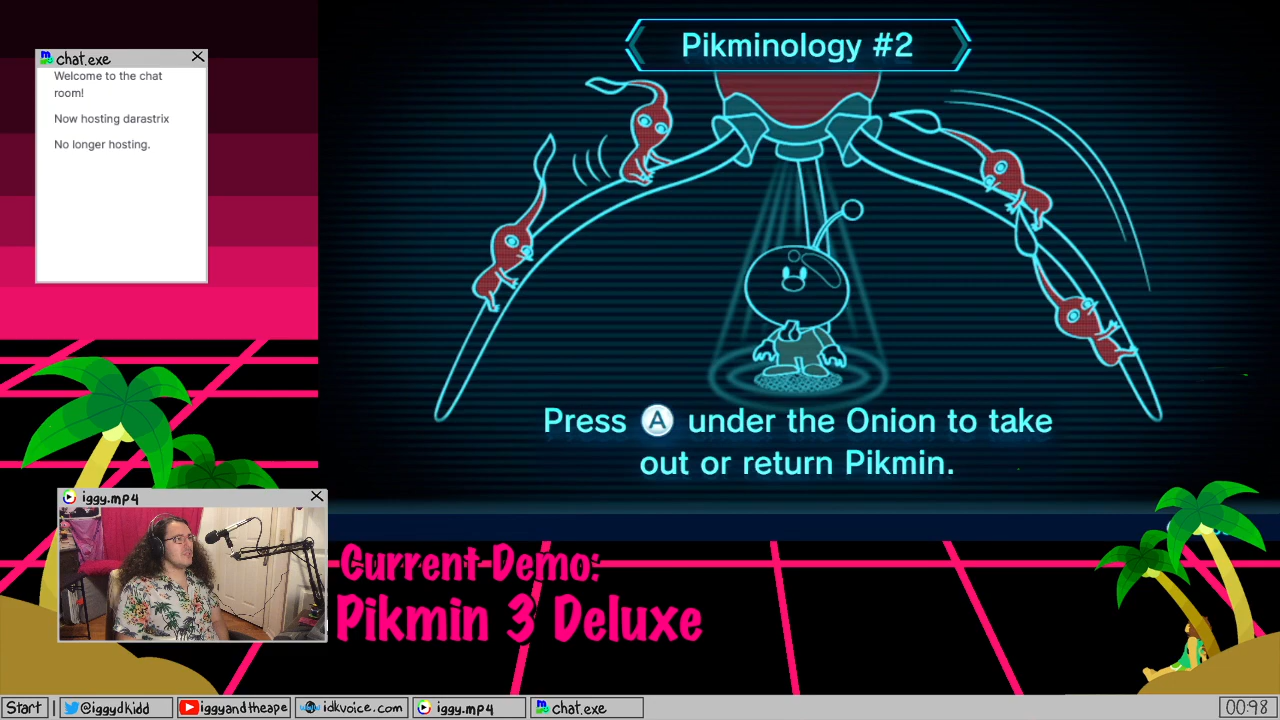 chat.exe
Welcome to the chat
room!
Now hosting darastrix
No longer hosting.
Pikminology #2
Press A under the Onion to take
out or return Pikmin.
iggy.mp4
Current Demo:
Pikmin 3 Deluxe
Start | @iggydkidd iggyandtheape idkvoice.com iggy.mp4 chat.exe 00:98